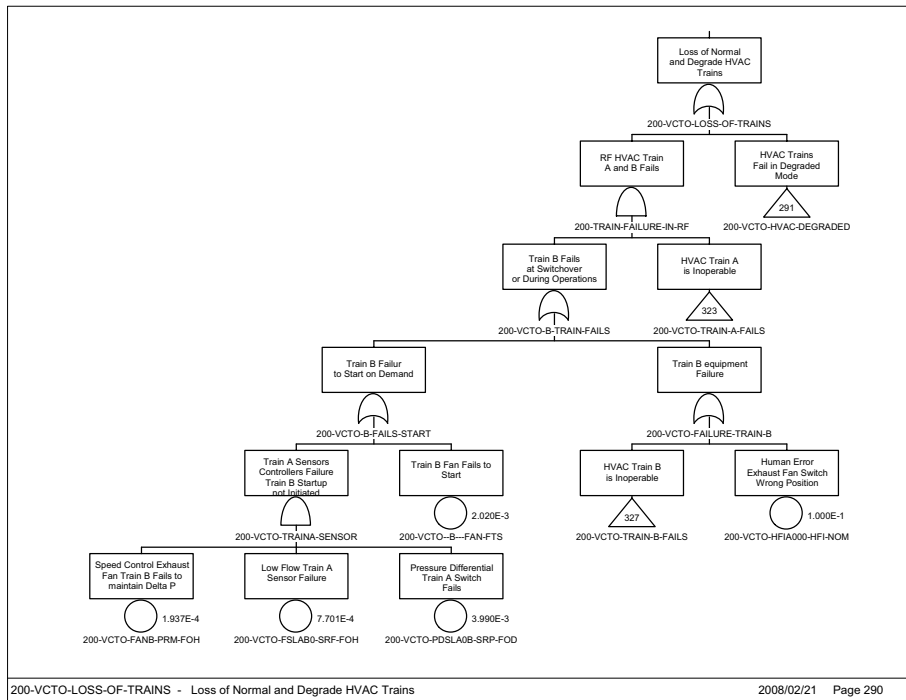 Loss of Normal
and Degrade HVAC
Trains
200-VCTO-LOSS-OF-TRAINS
RF HVAC Train
A and B Fails
200-TRAIN-FAILURE-IN-RF
HVAC Trains
Fail in Degraded
Mode
291
200-VCTO-HVAC-DEGRADED
Train B Fails
at Switchover
or During Operations
200-VCTO-B-TRAIN-FAILS
HVAC Train A
is Inoperable
323
200-VCTO-TRAIN-A-FAILS
Train B Failur
to Start on Demand
200-VCTO-B-FAILS-START
Train B equipment
Failure
200-VCTO-FAILURE-TRAIN-B
Train A Sensors
Controllers Failure
Train B Startup
not Initiated
200-VCTO-TRAINA-SENSOR
Train B Fan Fails to
Start
2.020E-3
200-VCTO--B---FAN-FTS
HVAC Train B
is Inoperable
327
200-VCTO-TRAIN-B-FAILS
Human Error
Exhaust Fan Switch
Wrong Position
1.000E-1
200-VCTO-HFIA000-HFI-NOM
Speed Control Exhaust
Fan Train B Fails to
maintain Delta P
1.937E-4
200-VCTO-FANB-PRM-FOH
Low Flow Train A
Sensor Failure
7.701E-4
200-VCTO-FSLAB0-SRF-FOH
Pressure Differential
Train A Switch
Fails
3.990E-3
200-VCTO-PDSLA0B-SRP-FOD
200-VCTO-LOSS-OF-TRAINS - Loss of Normal and Degrade HVAC Trains
2008/02/21 Page 290